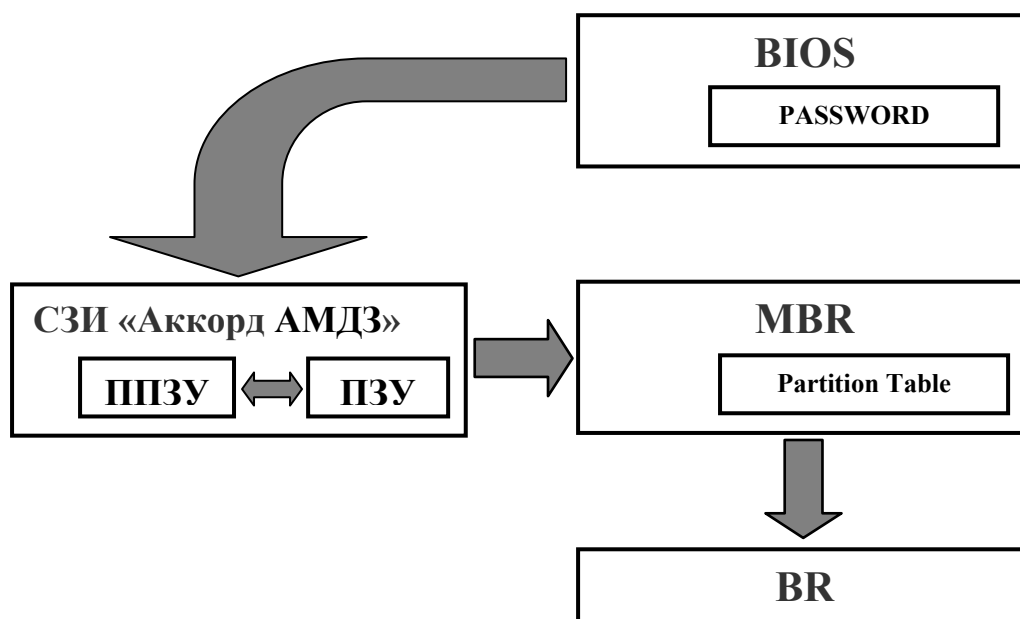 BIOS
PASSWORD
СЗИ «Аккорд АМДЗ»
ППЗУ
ПЗУ
MBR
Partition Table
BR